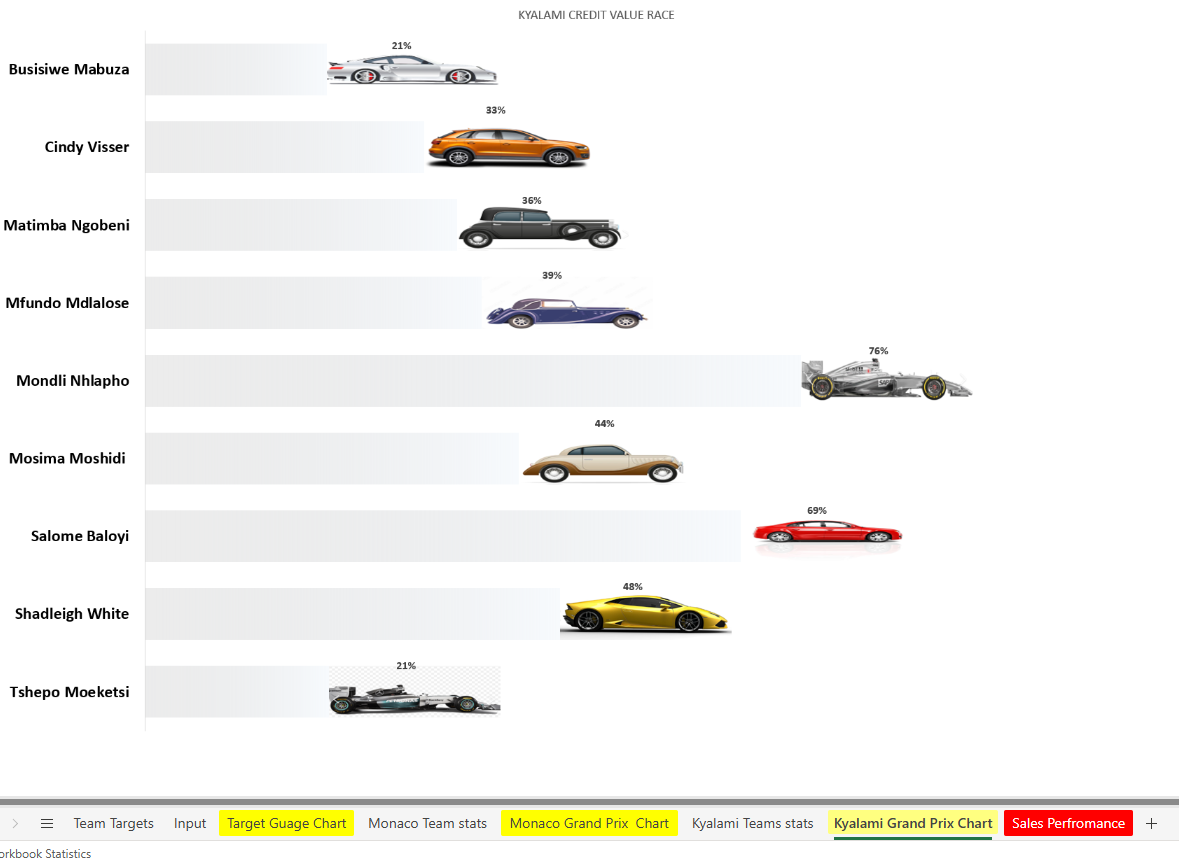 KYALAMI CREDIT VALUE RACE
Busisiwe Mabuza
21%
Cindy Visser
33%
Matimba Ngobeni
36%
Mfundo Mdlalose
39%
Mondli Nhlapho
76%
Mosima Moshidi
44%
Salome Baloyi
69%
Shadleigh White
48%
Tshepo Moeketsi
21%
Team Targets Input Target Guage Chart Monaco Team stats Monaco Grand Prix Chart Kyalami Teams stats Kyalami Grand Prix Chart Sales Perfromance
orkbook Statistics